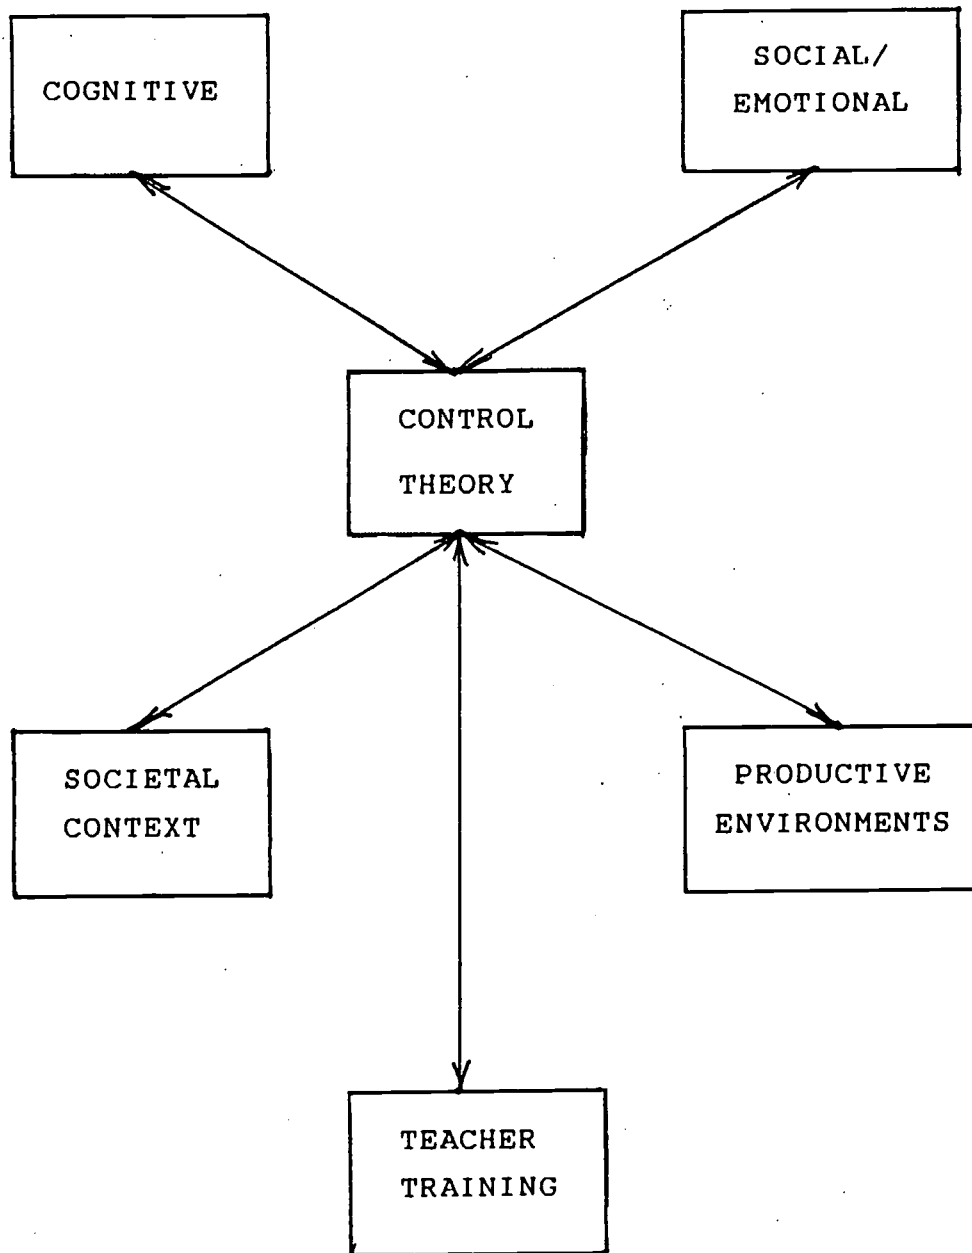 COGNITIVE
SOCIAL/
EMOTIONAL
CONTROL
THEORY
SOCIETAL
CONTEXT
PRODUCTIVE
ENVIRONMENTS
TEACHER
TRAINING